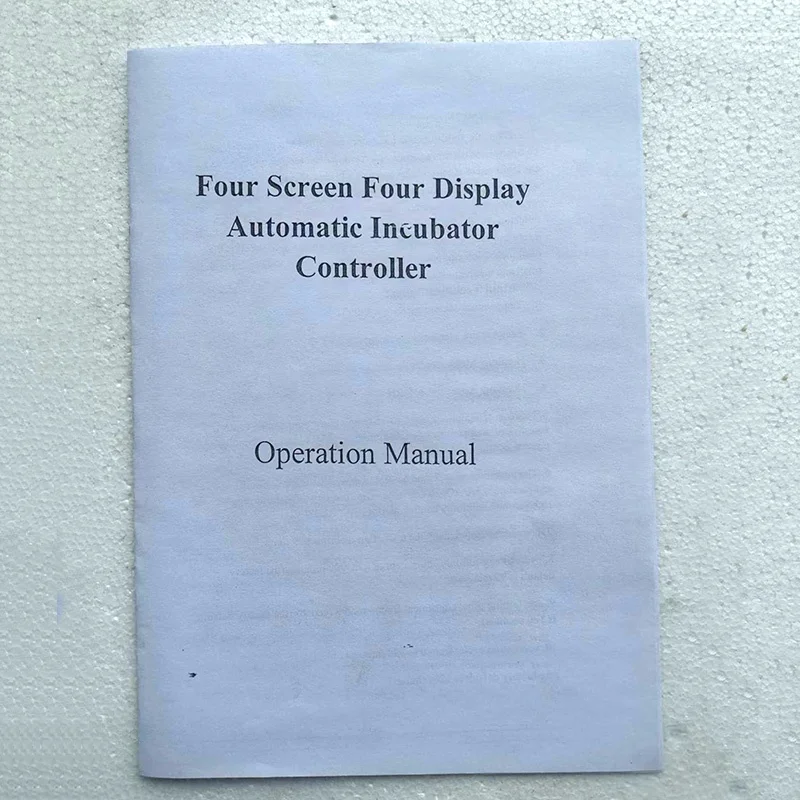 Four Screen Four Display
Automatic Incubator
Controller
Operation Manual